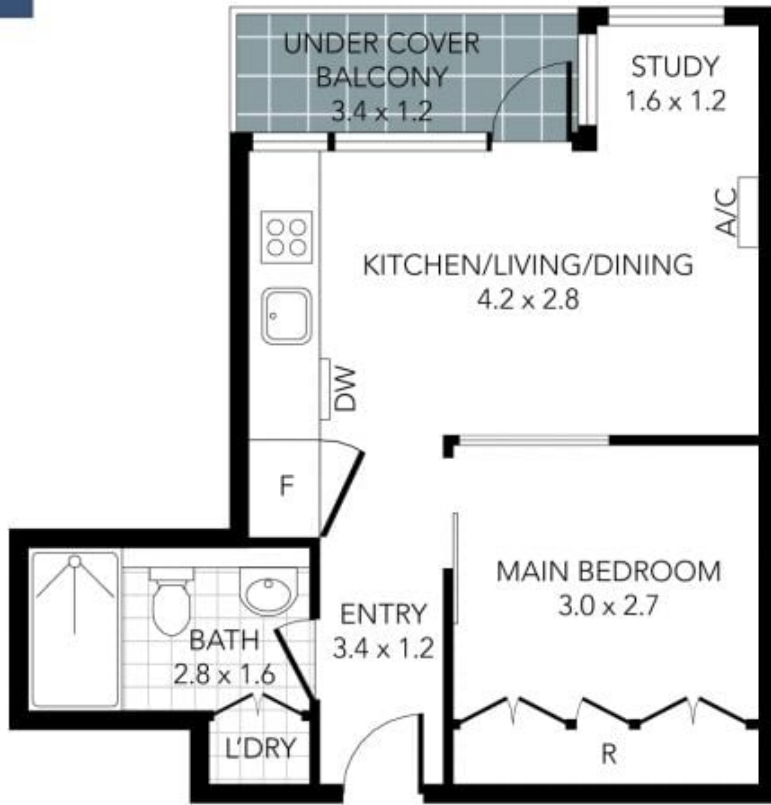 UNDER COVER
BALCONY
3.4 x 1.2
STUDY
1.6 x 1.2
A/C
KITCHEN/LIVING/DINING
4.2 x 2.8
DW
F
MAIN BEDROOM
3.0 x 2.7
ENTRY
3.4 x 1.2
BATH
2.8 x 1.6
L'DRY
R